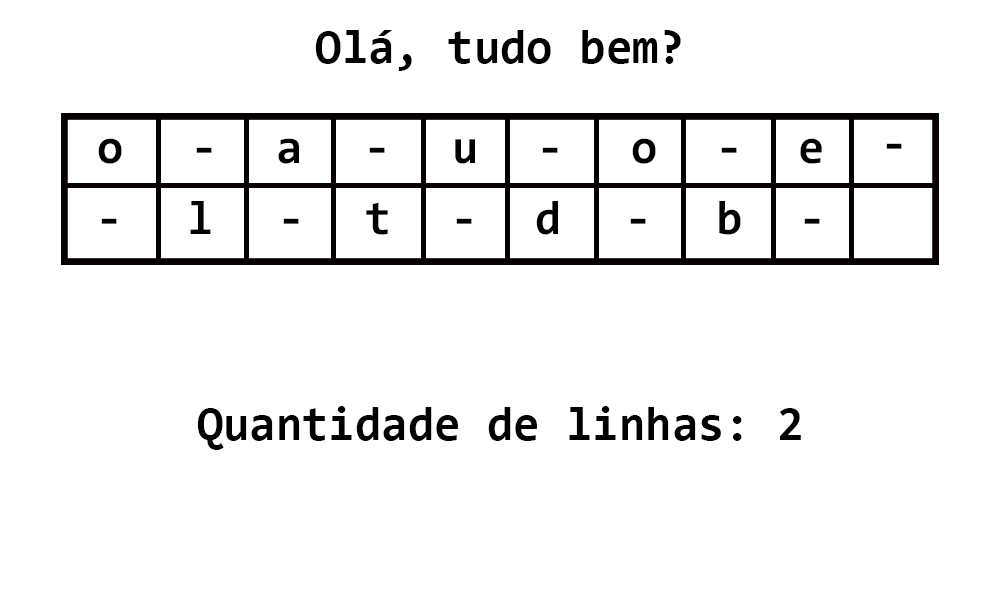 Olá, tudo bem?
o - a - u - o - e -
- l - t - d - b -
Quantidade de linhas: 2